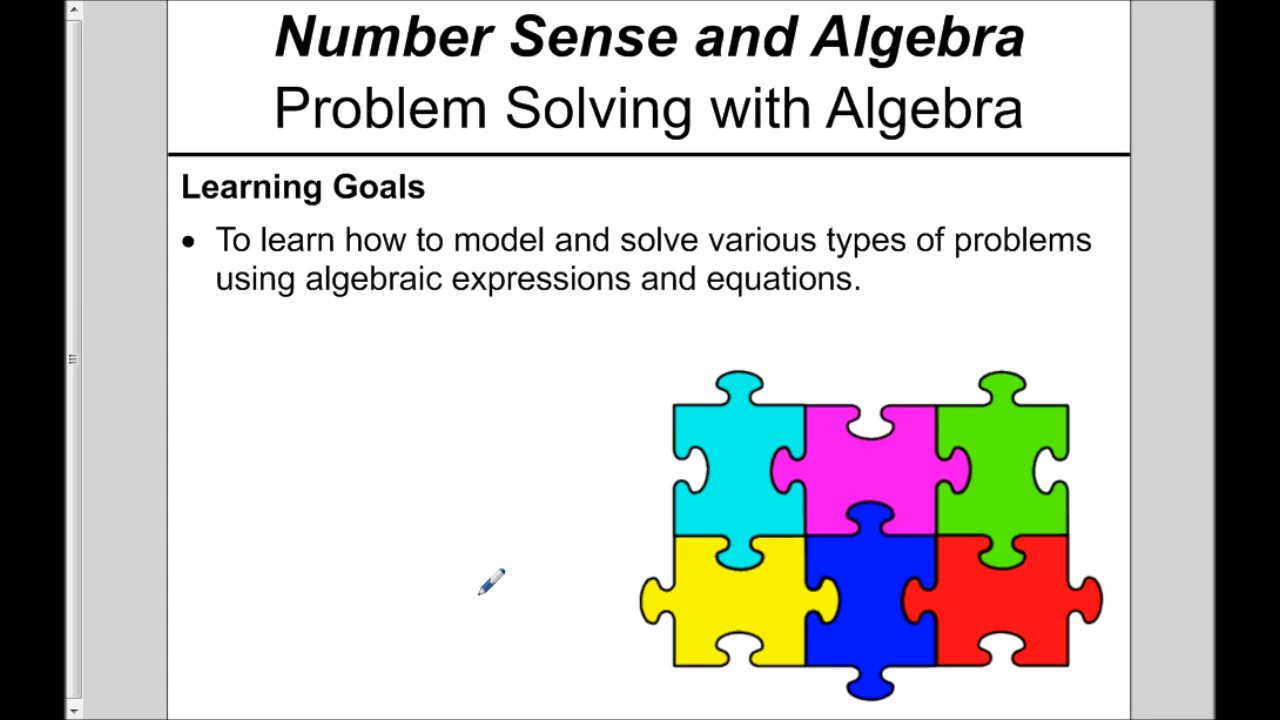 Number Sense and Algebra
Problem Solving with Algebra
Learning Goals
• To learn how to model and solve various types of problems
using algebraic expressions and equations.